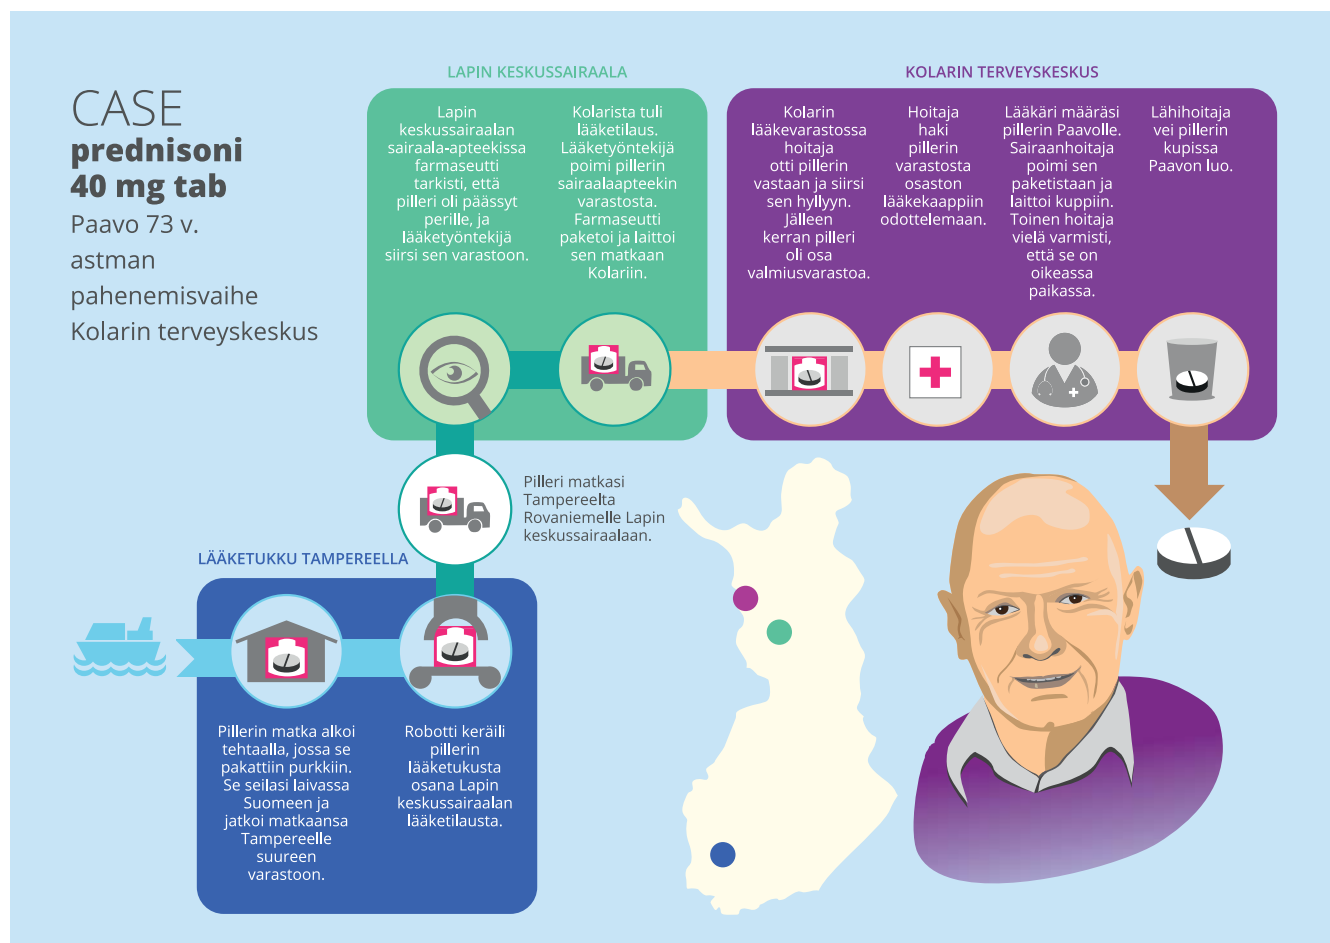 CASE
prednisoni
40 mg tab
Paavo 73 v.
astman
pahenemisvaihe
Kolarin terveyskeskus
LAPIN KESKUSSAIRAALA
Lapin
keskussairaalan
sairaala-apteekissa
farmaseutti
tarkisti, että
pilleri oli päässyt
perille, ja
lääketyöntekijä
siirsi sen varastoon.
Kolarista tuli
lääketilaus.
Lääketyöntekijä
poimi pillerin
sairaalaapteekin
varastosta.
Farmaseutti
paketoi ja laittoi
sen matkaan
Kolariin.
KOLARIN TERVEYSKESKUS
Kolarin
lääkevarastossa
hoitaja
otti pillerin
vastaan ja siirsi
sen hyllyyn.
Jälleen
kerran pilleri
oli osa
valmiusvarastoa.
Hoitaja
haki
pillerin
varastosta
osaston
lääkekaappiin
odottelemaan.
Lääkäri määräsi
pillerin Paavolle.
Sairaanhoitaja
poimi sen
paketistaan ja
laittoi kuppiin.
Toinen hoitaja
vielä varmisti,
että se on
oikeassa
paikassa.
Lähihoitaja
vei pillerin
kupissa
Paavon luo.
Pilleri matkasi
Tampereelta
Rovaniemelle Lapin
keskussairaalaan.
LÄÄKETUKKU TAMPEREELLA
Pillerin matka alkoi
tehtaalla, jossa se
pakattiin purkkiin.
Se seilasi laivassa
Suomeen ja
jatkoi matkaansa
Tampereelle
suureen
varastoon.
Robotti keräili
pillerin
lääketukusta
osana Lapin
keskussairaalan
lääketilausta.